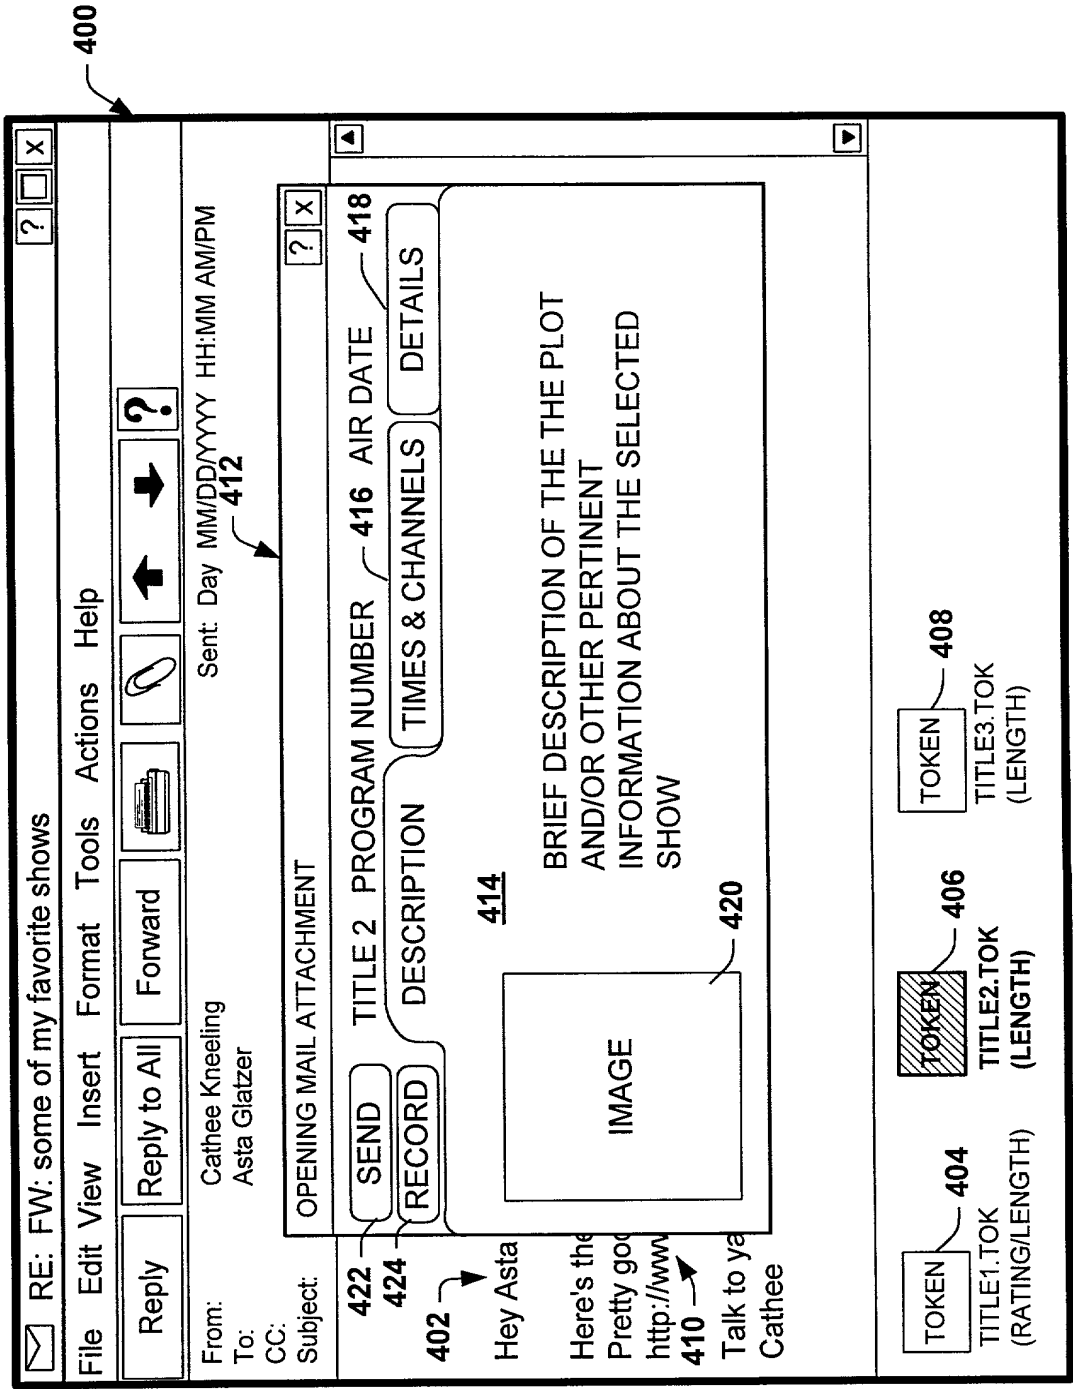 400
RE: FW: some of my favorite shows
? X
File Edit View Insert Format Tools Actions Help
Reply Reply to All Forward ?
From: Cathee Kneeling Sent: Day MM/DD/YYYY HH:MM AM/PM
To: Asta Glatzer
CC:
Subject:
412
OPENING MAIL ATTACHMENT ? X
422 SEND TITLE 2 PROGRAM NUMBER 416 AIR DATE 418
424 RECORD DESCRIPTION TIMES & CHANNELS DETAILS
402
Hey Asta
414
Here's the
Pretty goo
http://www
410
Talk to ya
Cathee
IMAGE
420
BRIEF DESCRIPTION OF THE THE PLOT
AND/OR OTHER PERTINENT
INFORMATION ABOUT THE SELECTED
SHOW
TOKEN 404
TITLE1.TOK
(RATING/LENGTH)
TOKEN 406
TITLE2.TOK
(LENGTH)
TOKEN 408
TITLE3.TOK
(LENGTH)